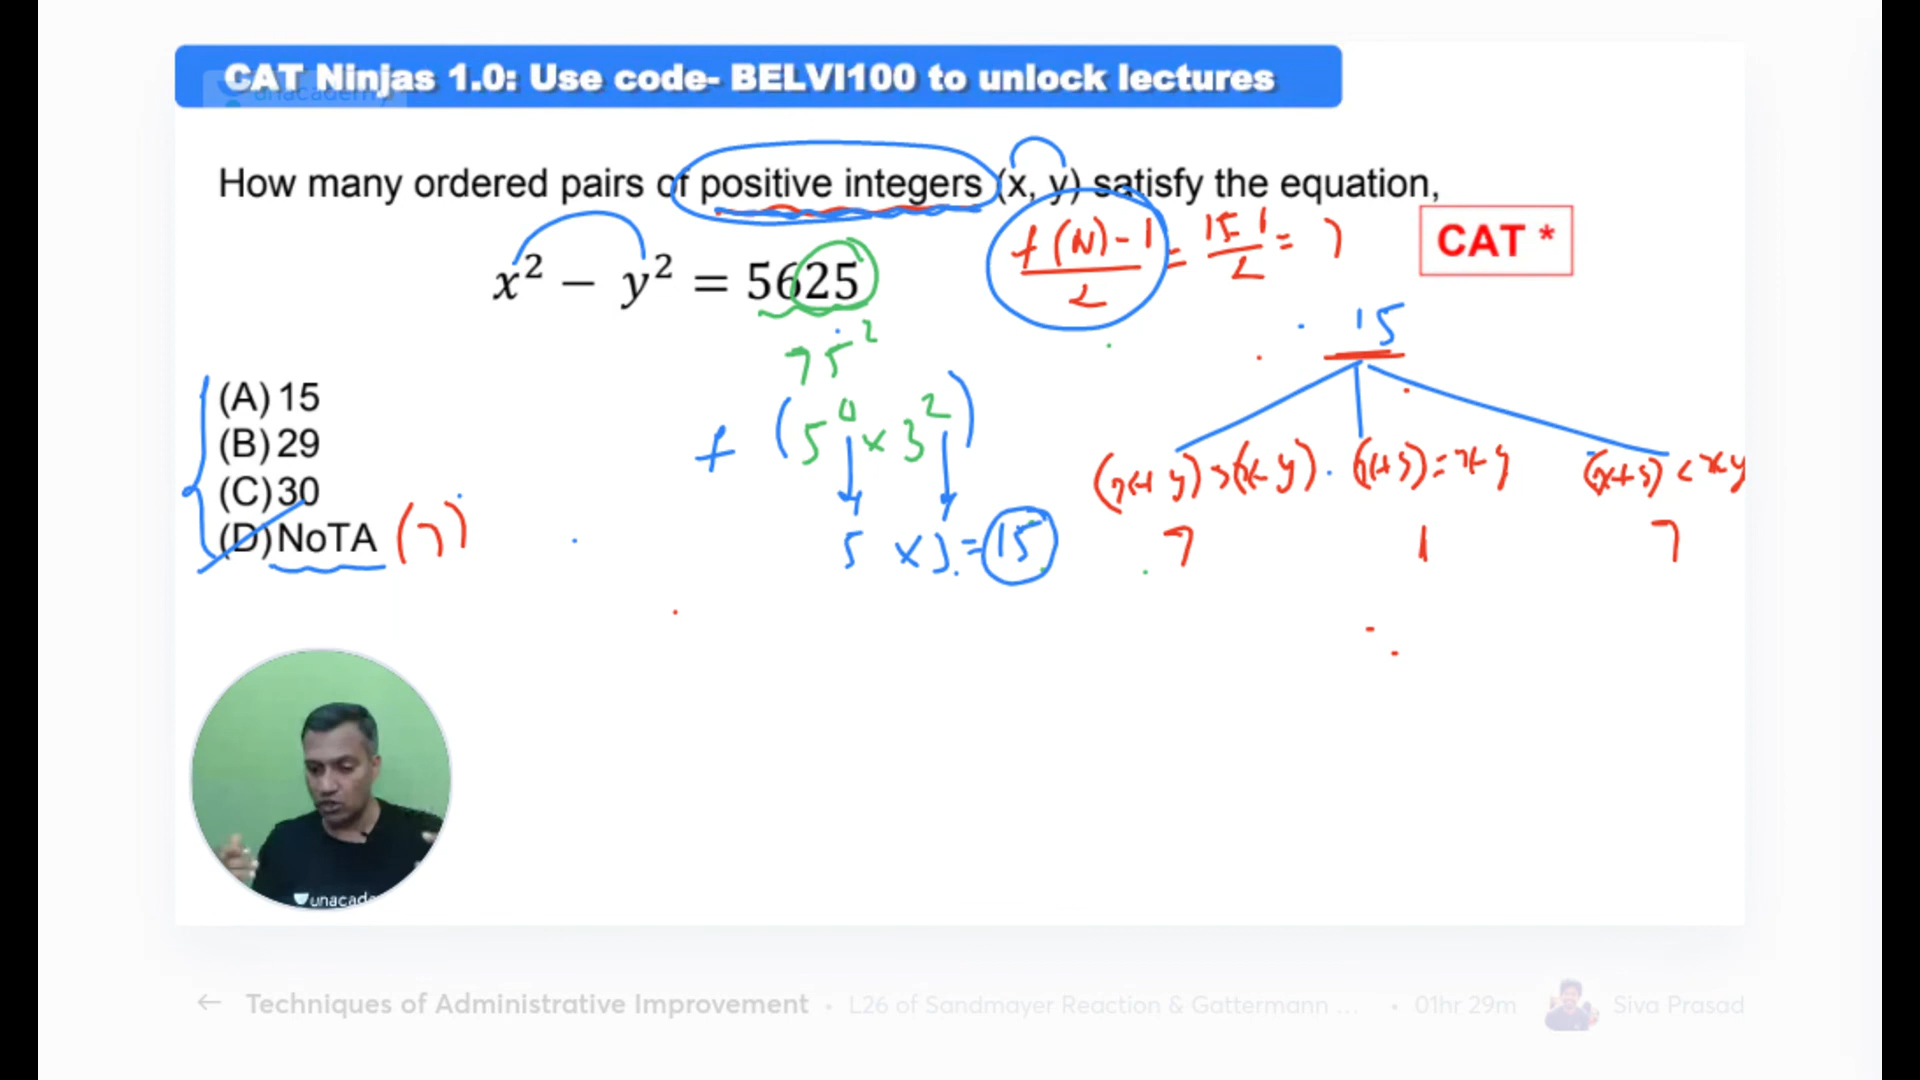 CAT Ninjas 1.0: Use code- BELVI100 to unlock lectures
unacademy
How many ordered pairs of positive integers (x, y) satisfy the equation,
x² − y² = 5625
f(N)-1 / 2 = 15-1 / 2 = 7
CAT *
75²
15
(A) 15
(B) 29
(C) 30
(D) NoTA (7)
f (5⁴ × 3²)
5 × 3 = 15
(x+y) > (x-y)
(x+y) = x-y
(x+y) < x-y
7
1
7
unacade
← Techniques of Administrative Improvement • L26 of Sandmayer Reaction & Gattermann ... • 01hr 29m Siva Prasad